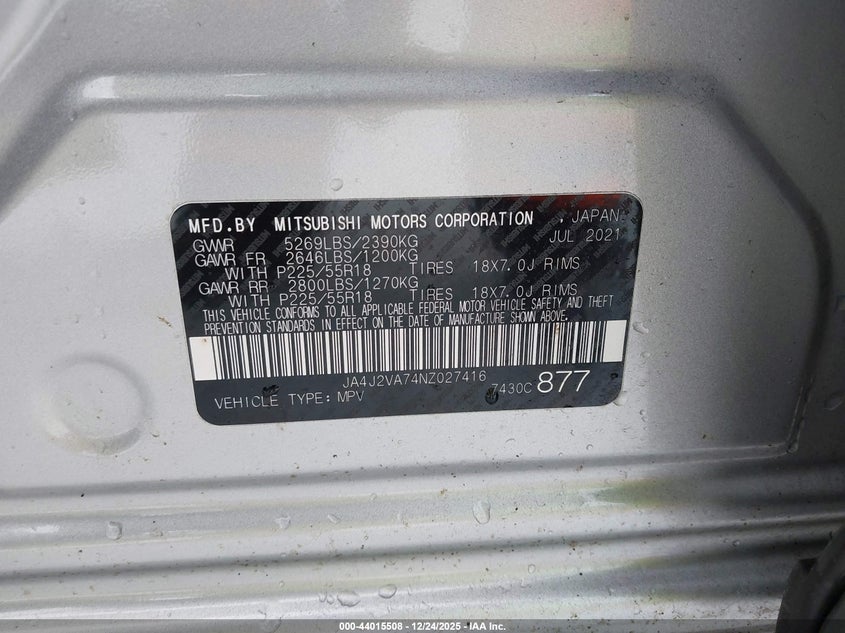 MFD.BY MITSUBISHI MOTORS CORPORATION , JAPAN
GVWR 5269LBS/2390KG JUL 2021
GAWR FR 2646LBS/1200KG
WITH P225/55R18 TIRES 18X7.0J RIMS
GAWR RR 2800LBS/1270KG
WITH P225/55R18 TIRES 18X7.0J RIMS
THIS VEHICLE CONFORMS TO ALL APPLICABLE FEDERAL MOTOR VEHICLE SAFETY AND THEFT
PREVENTION STANDARDS IN EFFECT ON THE DATE OF MANUFACTURE SHOWN ABOVE.
JA4J2VA74NZ027416
VEHICLE TYPE: MPV 7430C 877
000-44015508 - 12/24/2025 - IAA Inc.